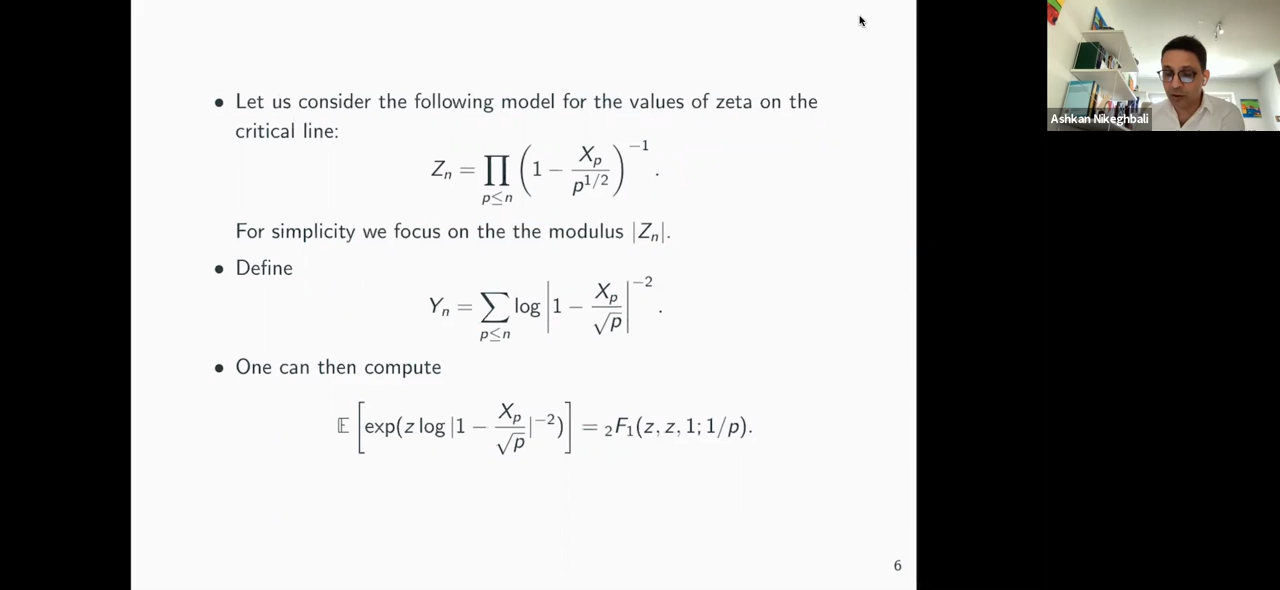 • Let us consider the following model for the values of zeta on the
critical line:
Z_n = ∏_{p≤n} (1 − X_p / p^{1/2})^{−1}.
For simplicity we focus on the the modulus |Z_n|.
• Define
Y_n = ∑_{p≤n} log |1 − X_p / √p|^{−2}.
• One can then compute
𝔼 [exp(z log |1 − X_p / √p|^{−2})] = ₂F₁(z, z, 1; 1/p).
6
Ashkan Nikeghbali